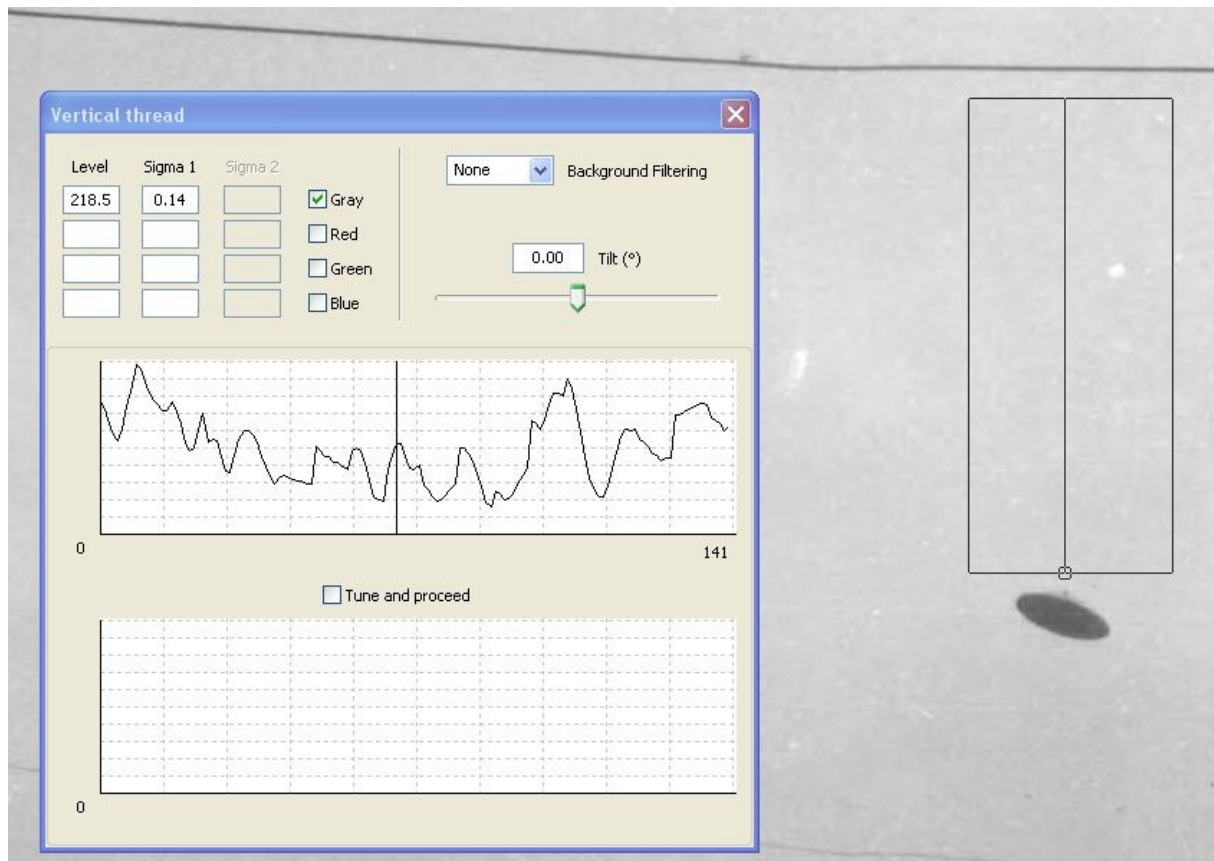 Vertical thread
Level Sigma 1 Sigma 2
None Background Filtering
218.5 0.14 Gray
Red
0.00 Tilt (°)
Green
Blue
0
141
Tune and proceed
0